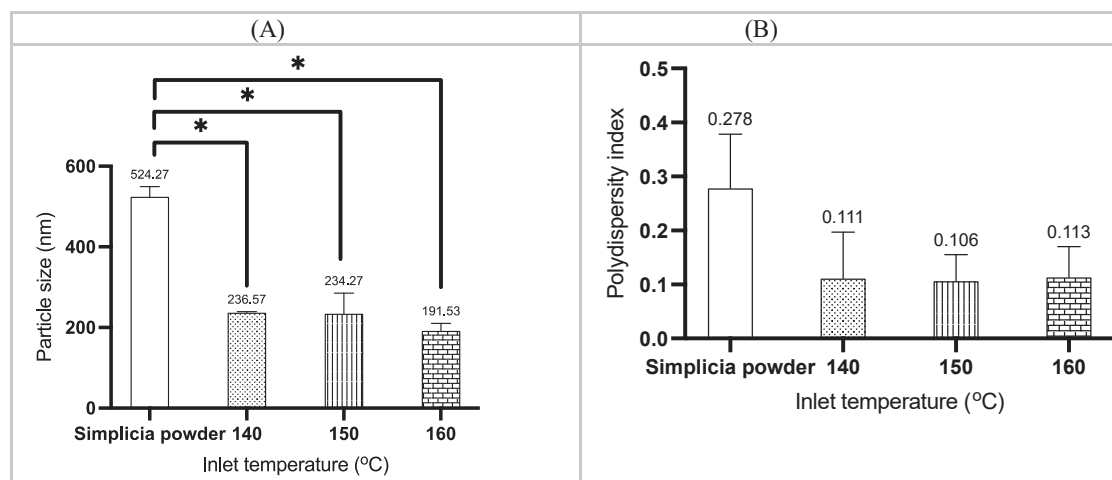 (A)
(B)
*
*
*
600
400
200
0
Particle size (nm)
524.27
236.57
234.27
191.53
Simplicia powder 140 150 160
Inlet temperature (°C)
0.5
0.4
0.3
0.2
0.1
0.0
Polydispersity index
0.278
0.111
0.106
0.113
Simplicia powder 140 150 160
Inlet temperature (°C)